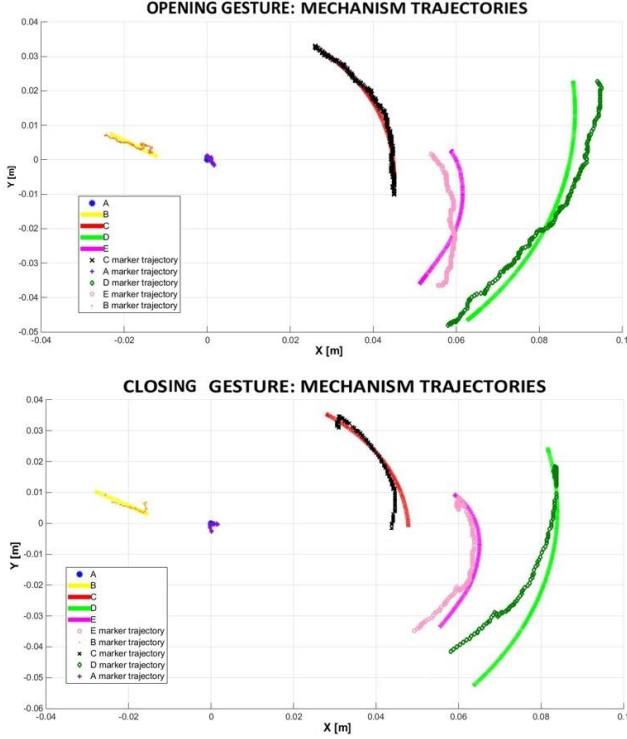 OPENING GESTURE: MECHANISM TRAJECTORIES
0.04
0.03
0.02
0.01
0
-0.01
-0.02
-0.03
-0.04
-0.05
Y [m]
A
B
C
D
E
C marker trajectory
A marker trajectory
D marker trajectory
E marker trajectory
B marker trajectory
-0.04
-0.02
0
0.02
0.04
0.06
0.08
0.1
X [m]
CLOSING GESTURE: MECHANISM TRAJECTORIES
0.04
0.03
0.02
0.01
0
-0.01
-0.02
-0.03
-0.04
-0.05
-0.06
Y [m]
A
B
C
D
E
E marker trajectory
B marker trajectory
C marker trajectory
D marker trajectory
A marker trajectory
-0.04
-0.02
0
0.02
0.04
0.06
0.08
0.1
X [m]